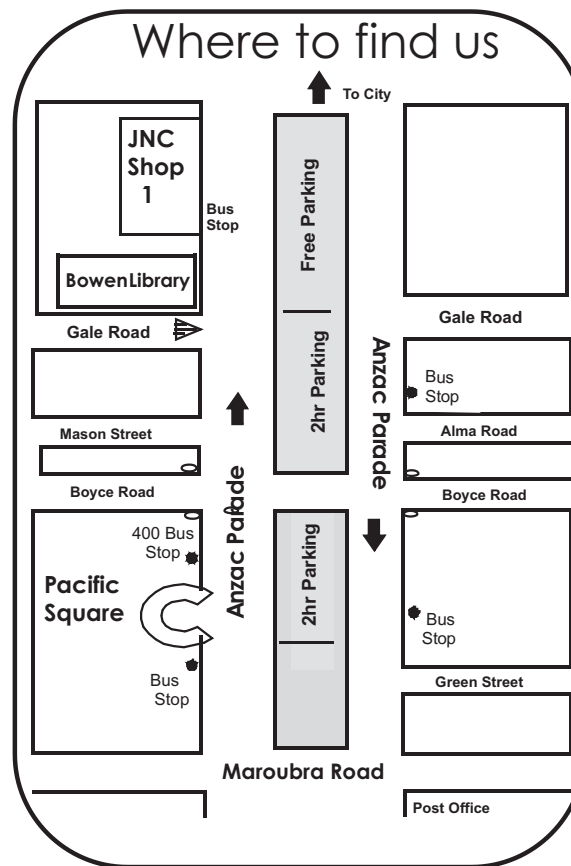 Where to find us
To City
JNC
Shop
1
Bus
Stop
BowenLibrary
Gale Road
Mason Street
Boyce Road
400 Bus
Stop
Pacific
Square
Bus
Stop
Anzac Parade
Free Parking
2hr Parking
2hr Parking
Anzac Parade
Gale Road
Bus
Stop
Alma Road
Boyce Road
Bus
Stop
Green Street
Maroubra Road
Post Office